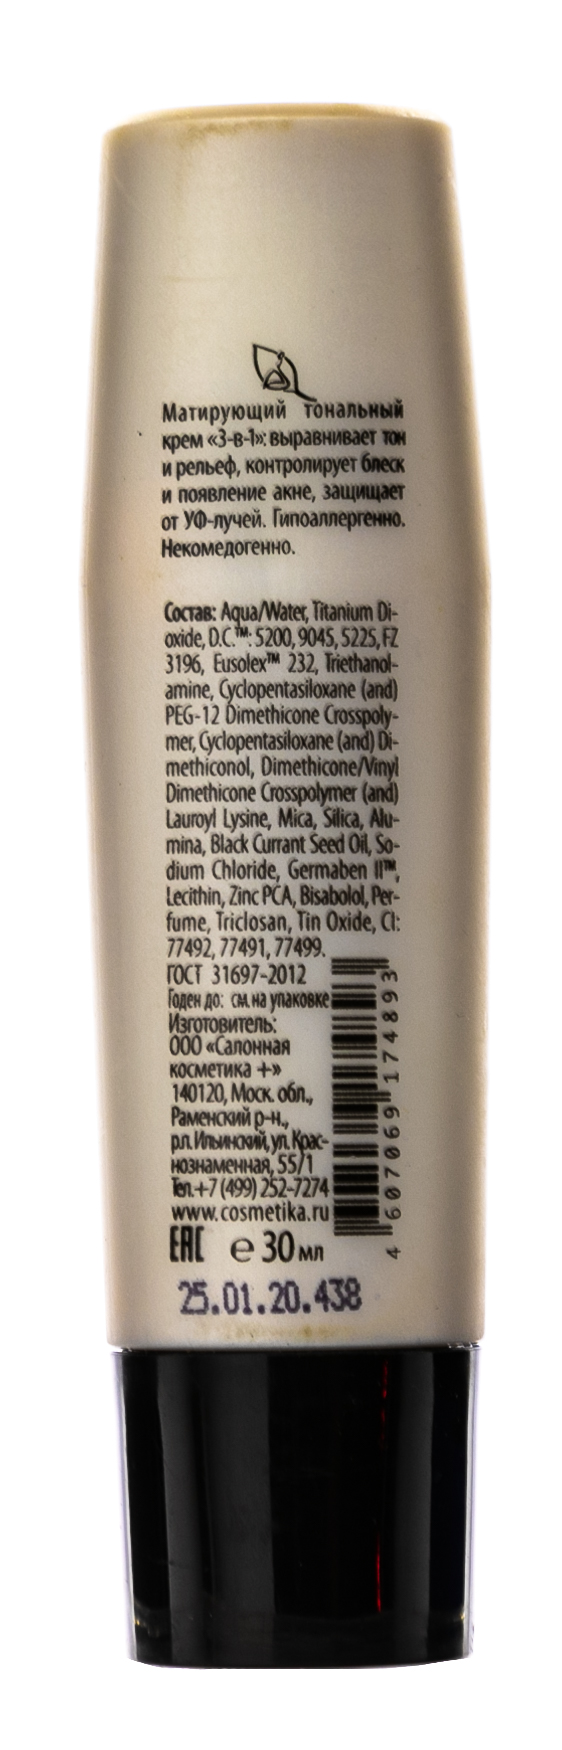 Матирующий тональный
крем «3-в-1»: выравнивает тон
и рельеф, контролирует блеск
и появление акне, защищает
от УФ-лучей. Гипоаллергенно.
Некомедогенно.
Состав: Aqua/Water, Titanium Di-
oxide, D.C.™: 5200, 9045, 5225, FZ
3196, Eusolex™ 232, Triethanol-
amine, Cyclopentasiloxane (and)
PEG-12 Dimethicone Crosspoly-
mer, Cyclopentasiloxane (and) Di-
methiconol, Dimethicone/Vinyl
Dimethicone Crosspolymer (and)
Lauroyl Lysine, Mica, Silica, Alu-
mina, Black Currant Seed Oil, So-
dium Chloride, Germaben II™,
Lecithin, Zinc PCA, Bisabolol, Per-
fume, Triclosan, Tin Oxide, CI:
77492, 77491, 77499.
ГОСТ 31697-2012
Годен до: см. на упаковке
Изготовитель:
ООО «Салонная
косметика +»
140120, Моск. обл.,
Раменский р-н.,
р.п. Ильинский, ул. Крас-
нознаменная, 55/1
Тел. +7 (499) 252-7274
www.cosmetika.ru
EAC ℮ 30 мл
4 607069 174893
25.01.20.438